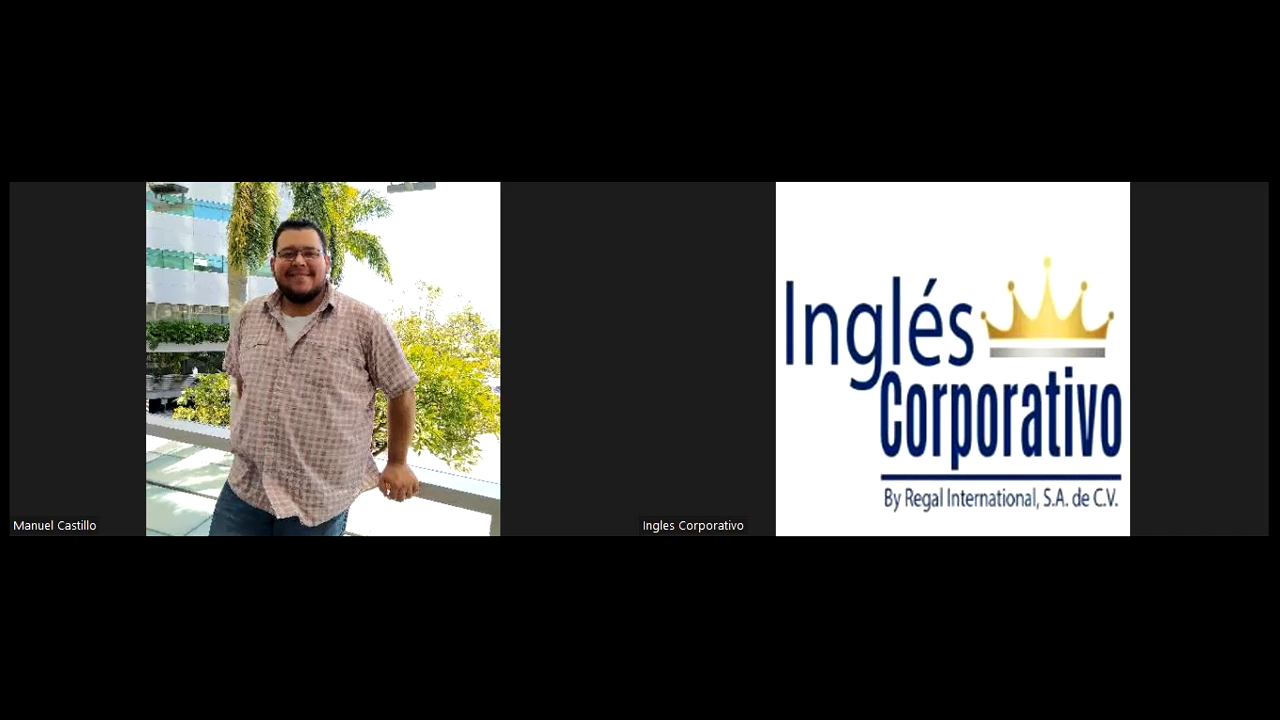 Manuel Castillo
Inglés
Corporativo
By Regal International, S.A. de C.V.
Ingles Corporativo